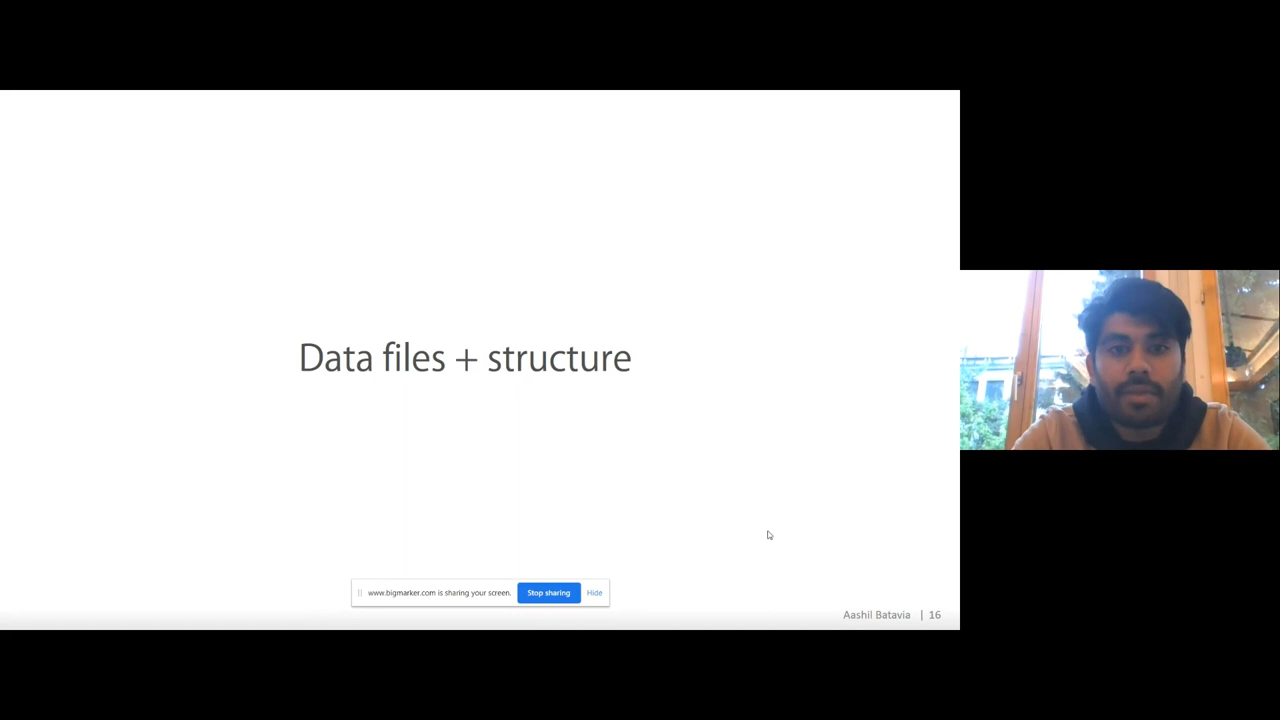 Data files + structure
www.bigmarker.com is sharing your screen. Stop sharing Hide
Aashil Batavia | 16